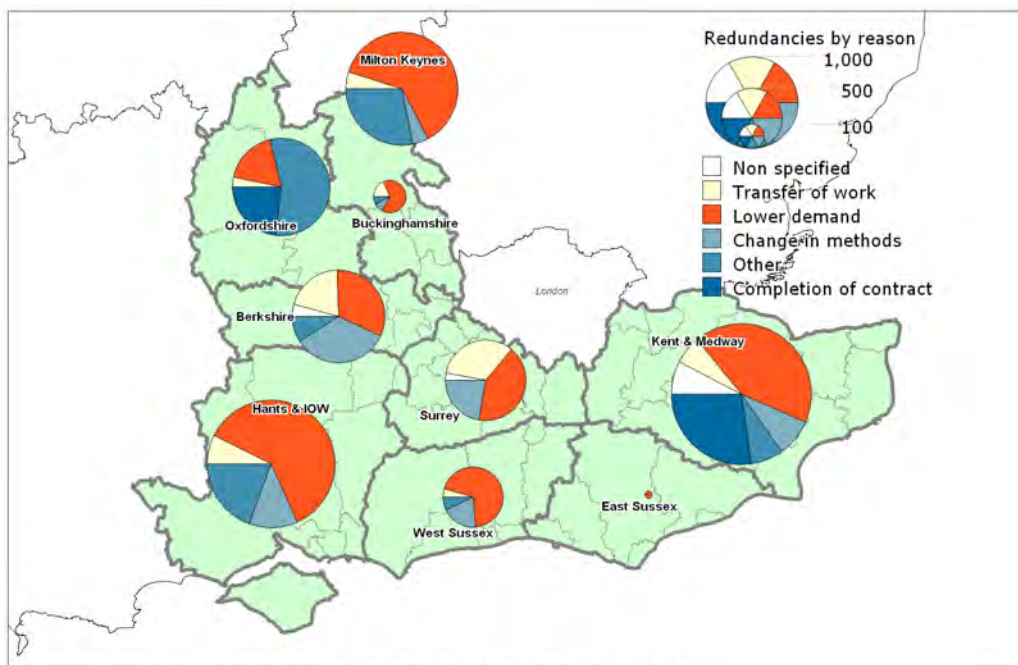 Redundancies by reason
1,000
500
100
Non specified
Transfer of work
Lower demand
Change in methods
Other
Completion of contract
Milton Keynes
Oxfordshire
Buckinghamshire
London
Berkshire
Kent & Medway
Surrey
Hants & IOW
West Sussex
East Sussex